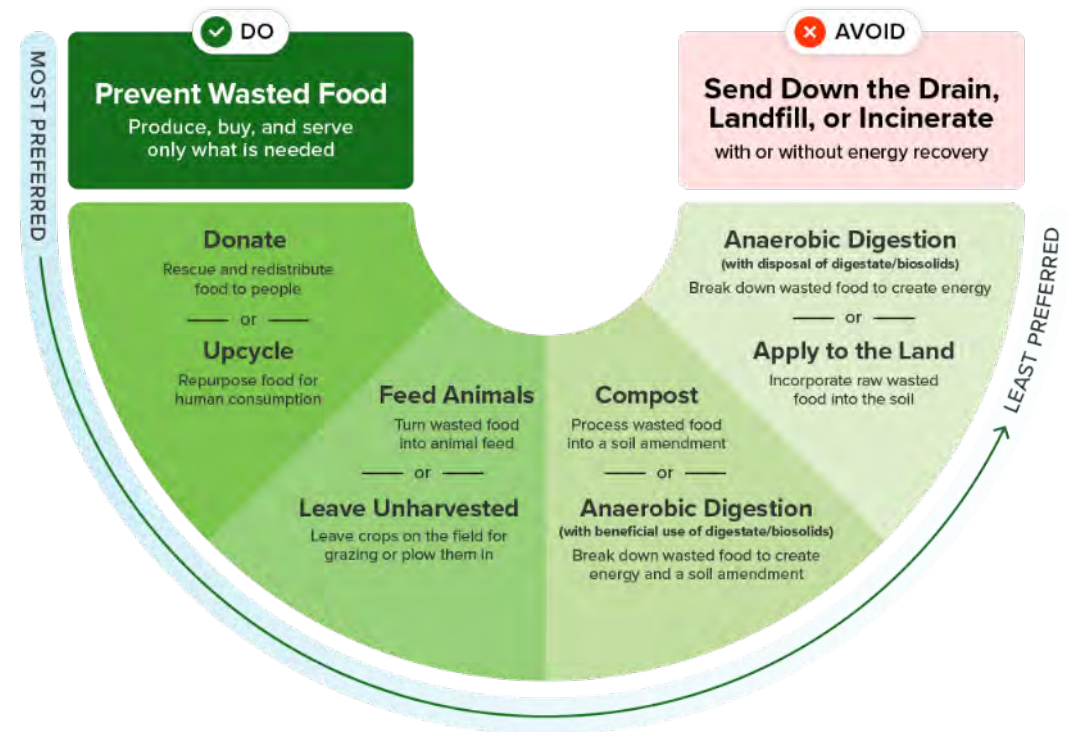 DO
MOST PREFERRED
Prevent Wasted Food
Produce, buy, and serve
only what is needed
Donate
Rescue and redistribute
food to people
or
Upcycle
Repurpose food for
human consumption
Feed Animals
Turn wasted food
into animal feed
or
Leave Unharvested
Leave crops on the field for
grazing or plow them in
Compost
Process wasted food
into a soil amendment
or
Anaerobic Digestion
(with beneficial use of digestate/biosolids)
Break down wasted food to create
energy and a soil amendment
Anaerobic Digestion
(with disposal of digestate/biosolids)
Break down wasted food to create energy
or
Apply to the Land
Incorporate raw wasted
food into the soil
AVOID
Send Down the Drain,
Landfill, or Incinerate
with or without energy recovery
LEAST PREFERRED